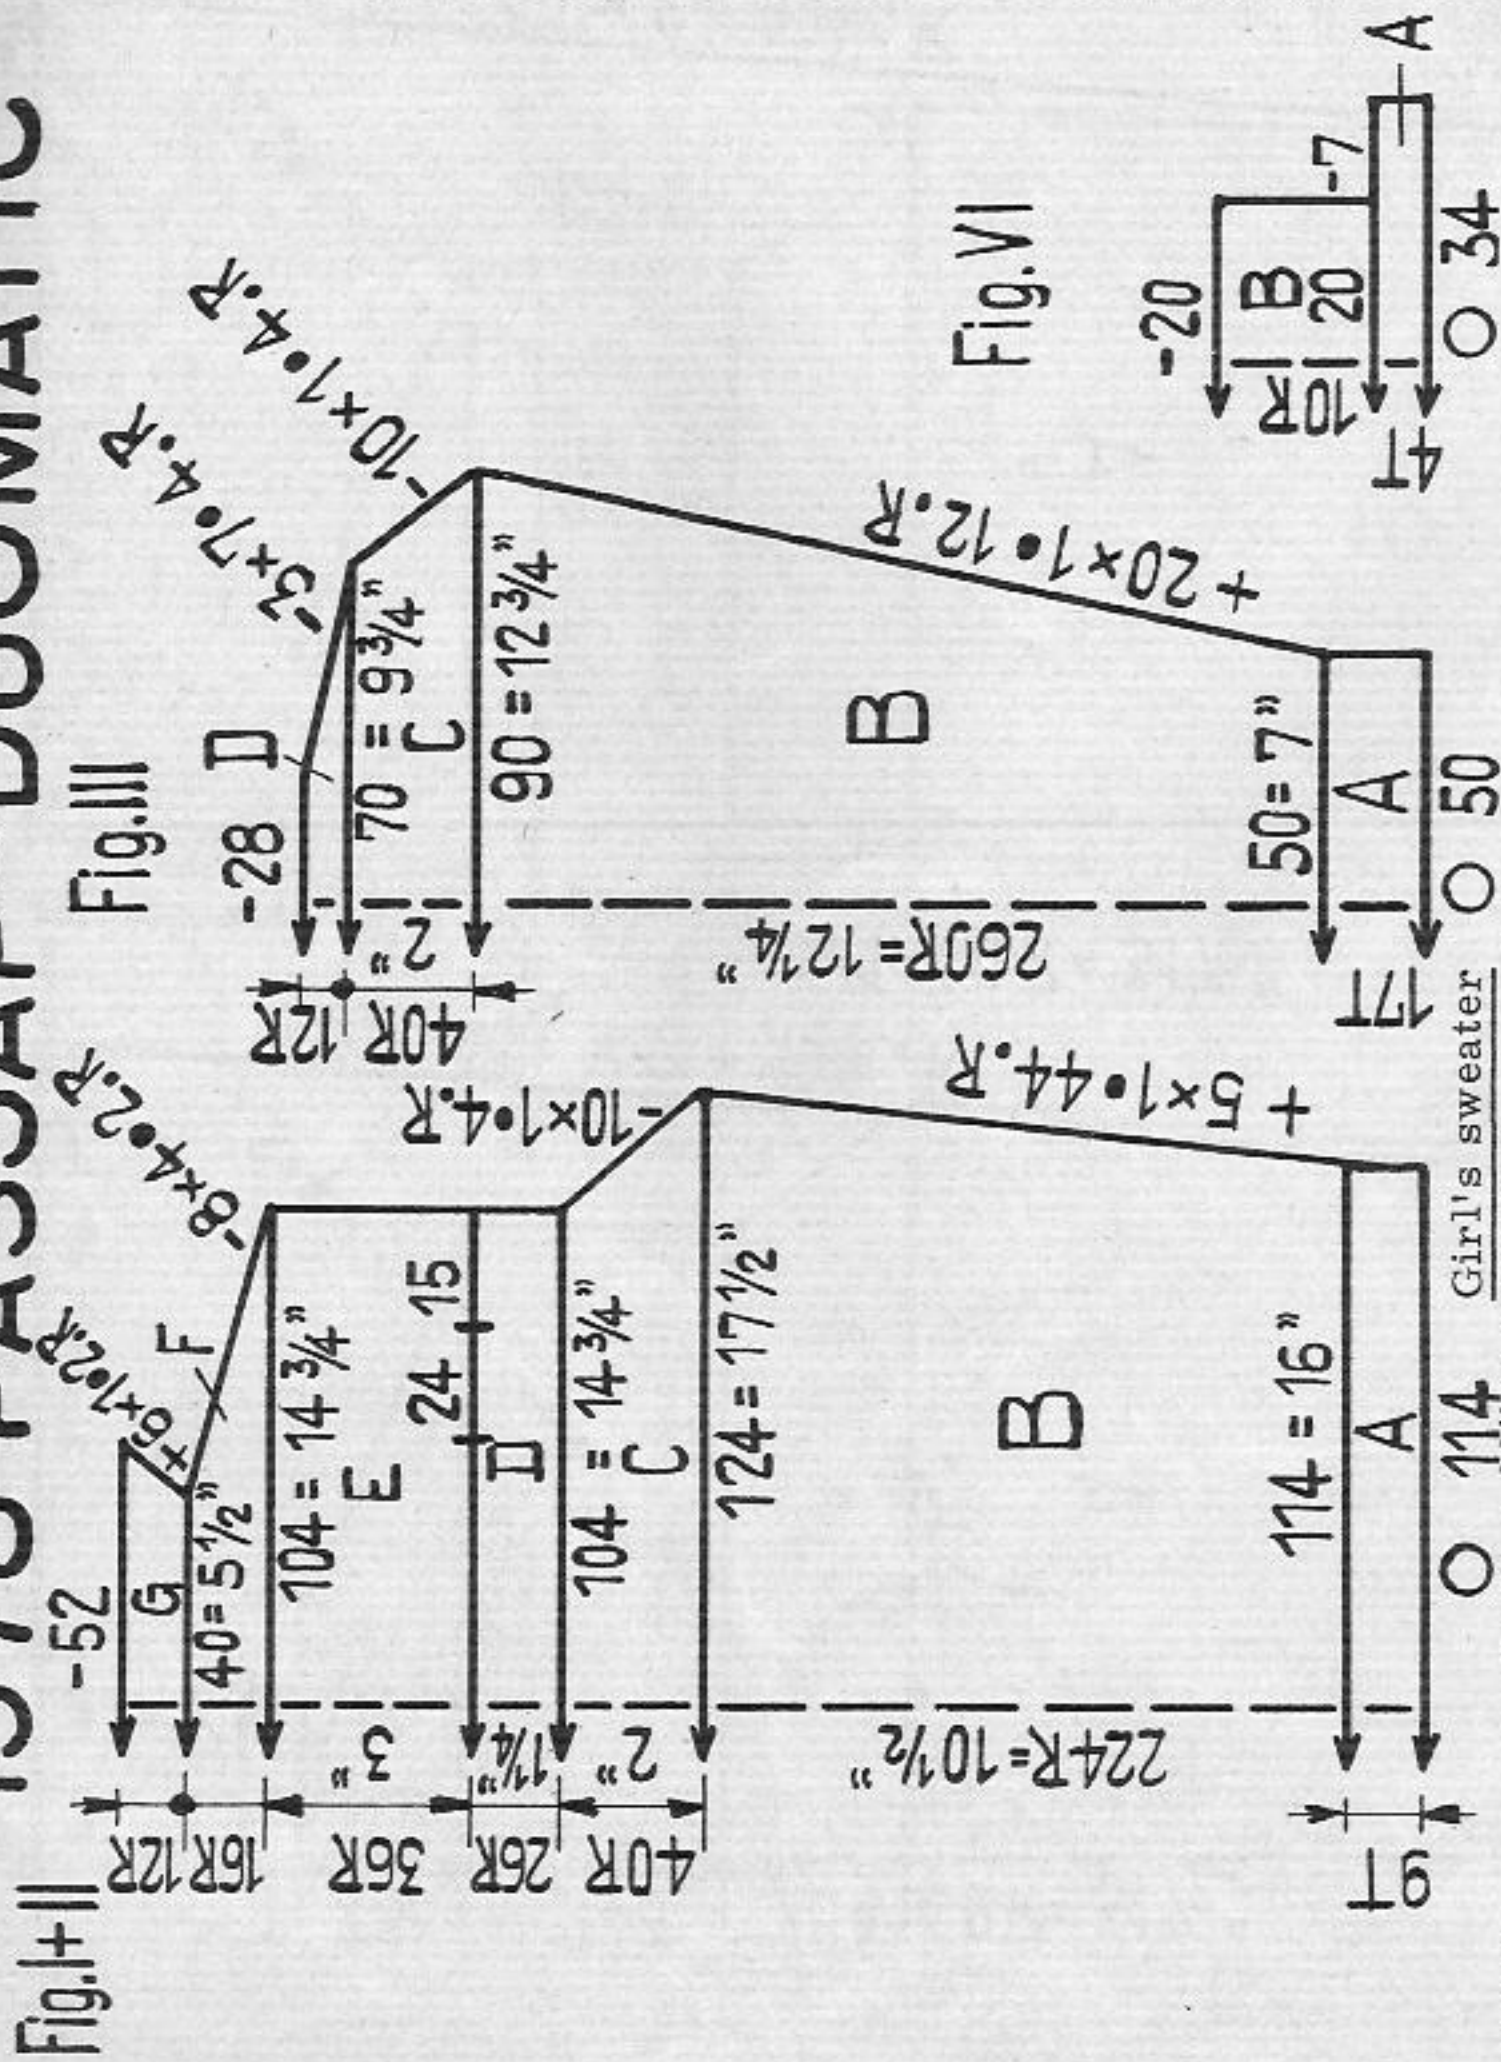 PASSAP DUOMATIC
Fig.I+II
-52
+6×1•2.R
G
F
-8×4•2.R
40=5½"
12R
16R
104=14¾"
E
36R
3"
24 15
D
26R
1¼"
-10×1•4.R
104 = 14¾"
C
40R
2"
124=17½"
B
224R=10½"
+5×1•44.R
114=16"
A
9T
O 114
Girl's sweater
Fig.III
-28
D
-3×7•4.R
12R
70 = 9¾"
C
-10×1•4.R
40R
2"
90=12¾"
B
260R=12¼"
+20×1•12.R
50=7"
A
17T
O 50
Fig.VI
-20
B
10R
20
-7
A
4T
O 34